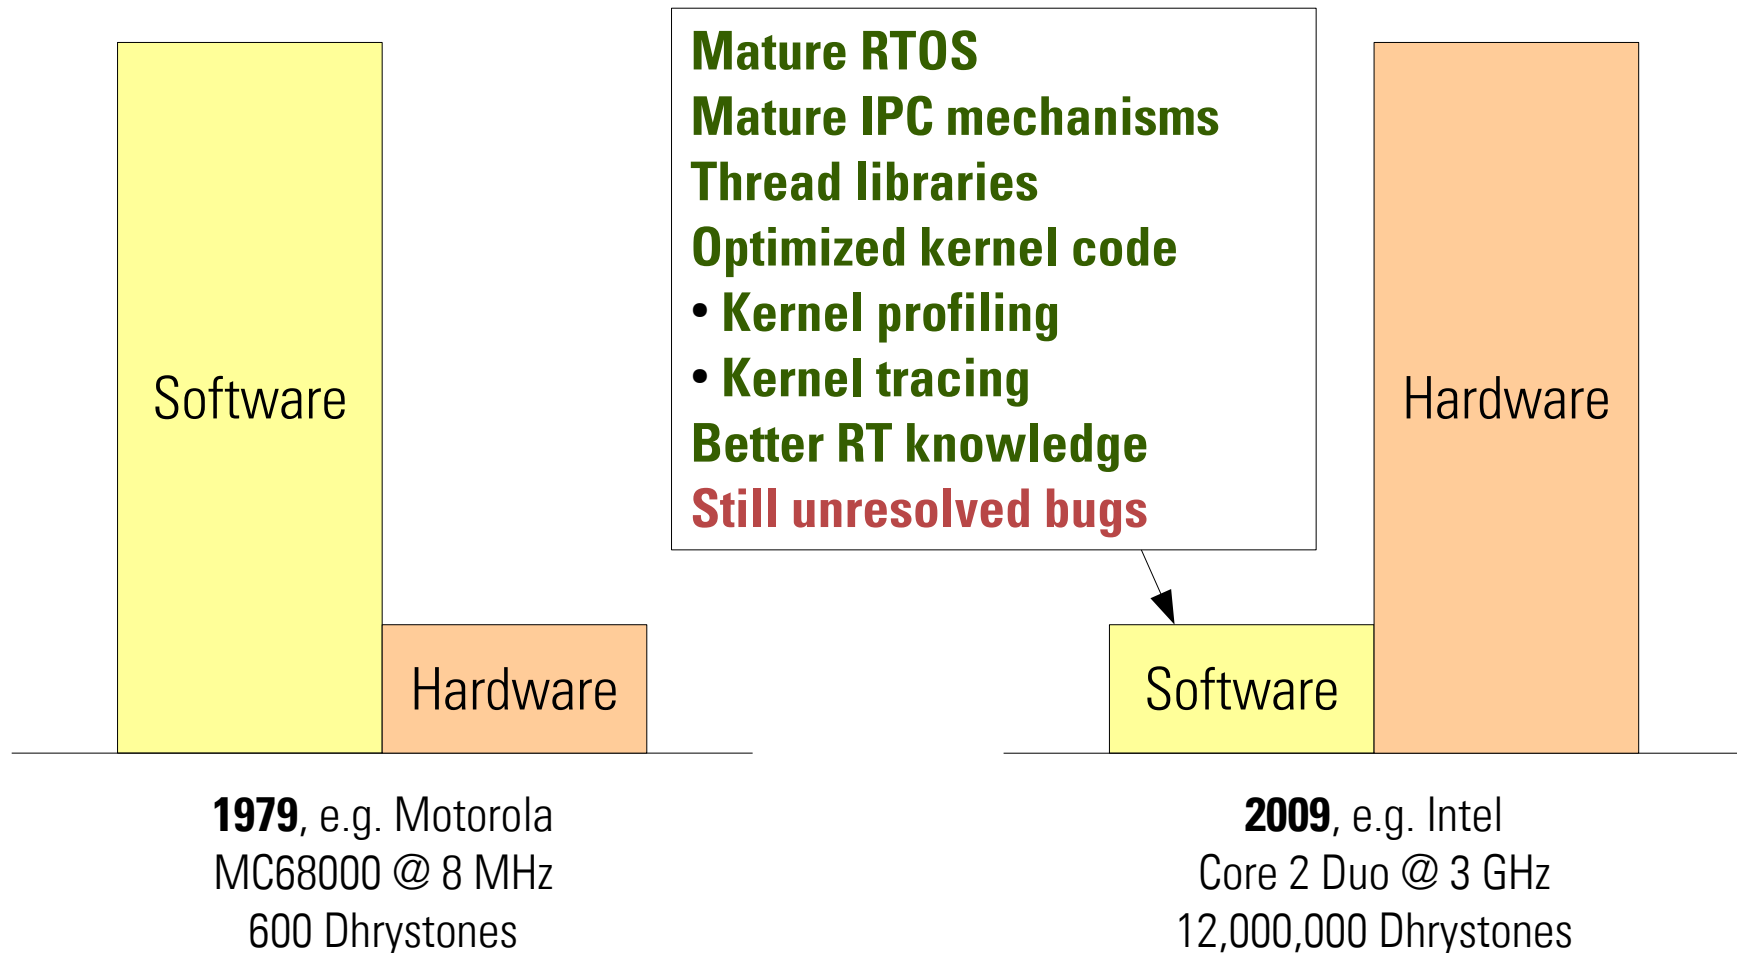 Software
Hardware
1979, e.g. Motorola
MC68000 @ 8 MHz
600 Dhrystones
Mature RTOS
Mature IPC mechanisms
Thread libraries
Optimized kernel code
• Kernel profiling
• Kernel tracing
Better RT knowledge
Still unresolved bugs
Software
Hardware
2009, e.g. Intel
Core 2 Duo @ 3 GHz
12,000,000 Dhrystones